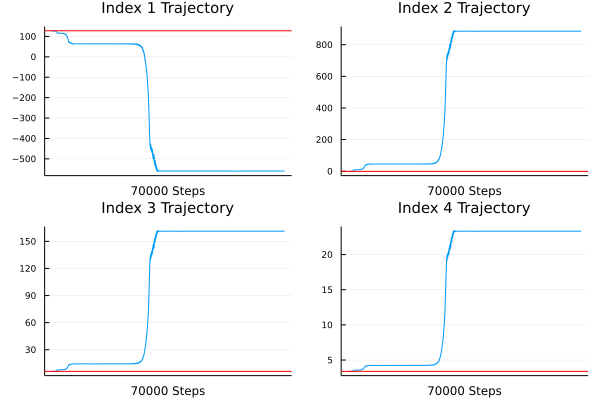 Index 1 Trajectory
100
0
−100
−200
−300
−400
−500
70000 Steps
Index 2 Trajectory
800
600
400
200
0
70000 Steps
Index 3 Trajectory
150
120
90
60
30
70000 Steps
Index 4 Trajectory
20
15
10
5
70000 Steps